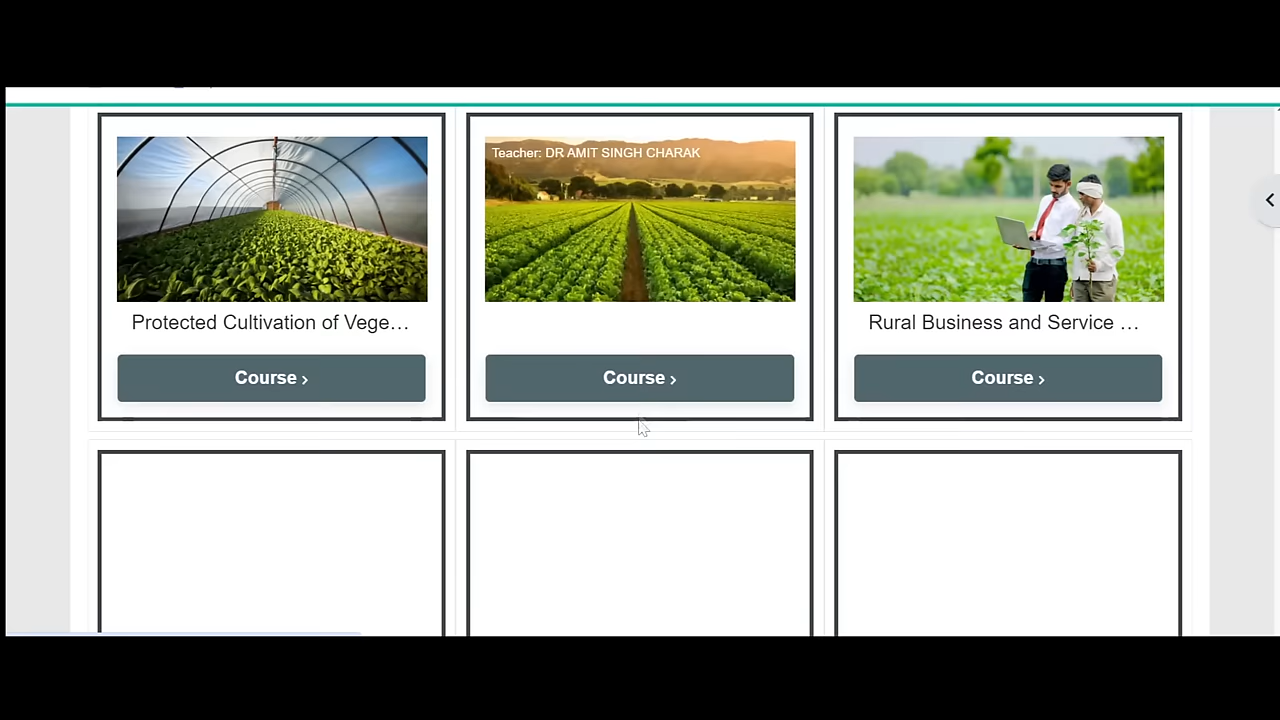 Teacher: DR AMIT SINGH CHARAK
Protected Cultivation of Vege…
Rural Business and Service …
Course ›
Course ›
Course ›